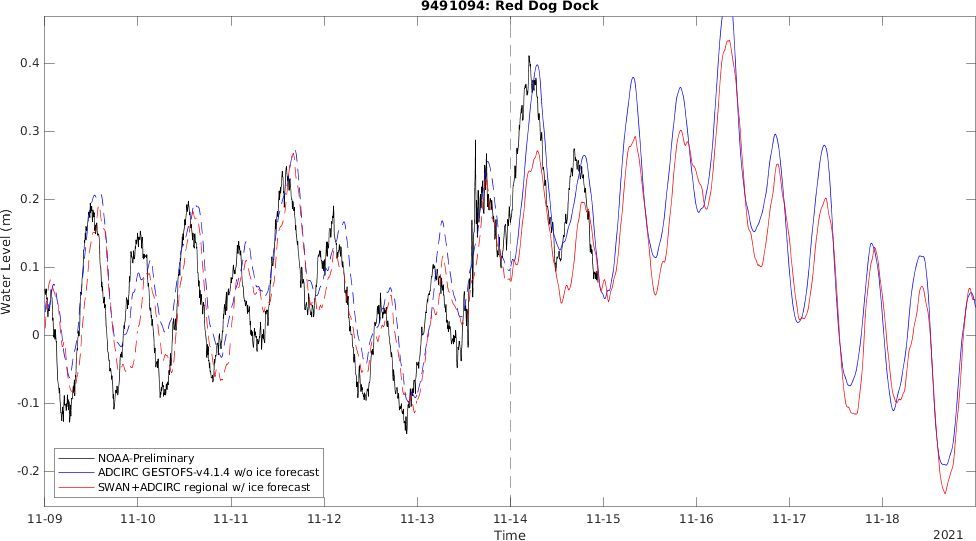 9491094: Red Dog Dock
Water Level (m)
0.4
0.3
0.2
0.1
0
-0.1
-0.2
NOAA-Preliminary
ADCIRC GESTOFS-v4.1.4 w/o ice forecast
SWAN+ADCIRC regional w/ ice forecast
11-09 11-10 11-11 11-12 11-13 11-14 11-15 11-16 11-17 11-18
Time
2021